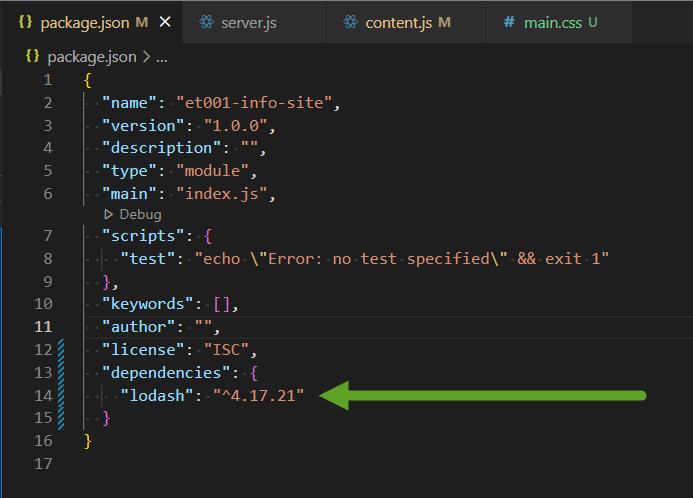 {} package.json M × server.js content.js M # main.css U
{} package.json > ...
1 {
2 "name": "et001-info-site",
3 "version": "1.0.0",
4 "description": "",
5 "type": "module",
6 "main": "index.js",
Debug
7 "scripts": {
8 "test": "echo \"Error: no test specified\" && exit 1"
9 },
10 "keywords": [],
11 "author": "",
12 "license": "ISC",
13 "dependencies": {
14 "lodash": "^4.17.21"
15 }
16 }
17